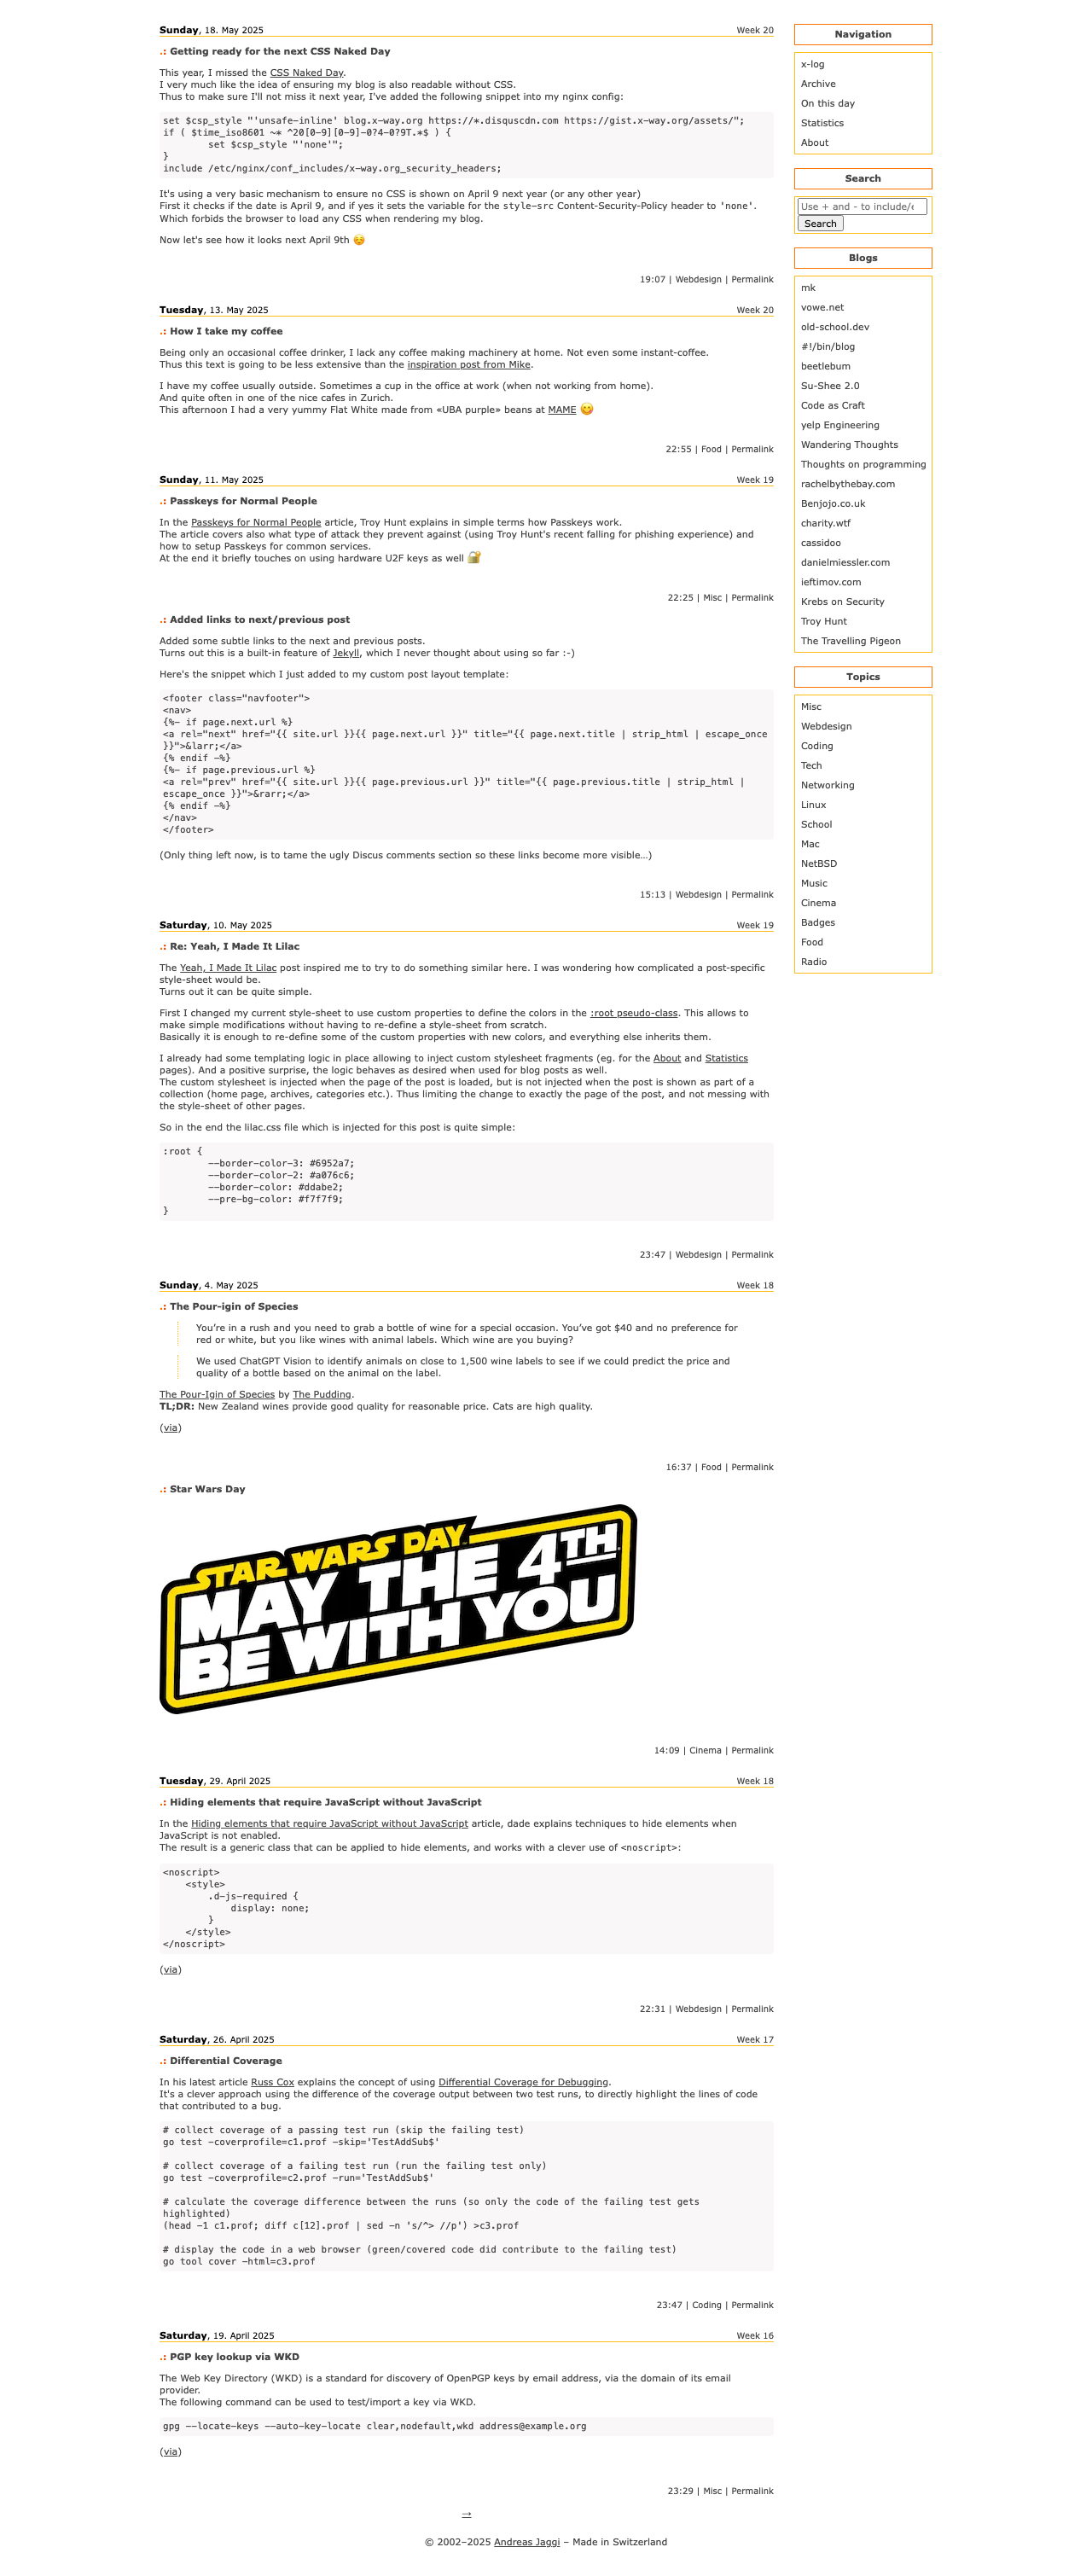 Sunday, 18. May 2025 Week 20
.: Getting ready for the next CSS Naked Day
This year, I missed the CSS Naked Day.
I very much like the idea of ensuring my blog is also readable without CSS.
Thus to make sure I'll not miss it next year, I've added the following snippet into my nginx config:
set $csp_style "'unsafe-inline' blog.x-way.org https://*.disquscdn.com https://gist.x-way.org/assets/";
if ( $time_iso8601 ~* ^20[0-9][0-9]-0?4-0?9T.*$ ) {
        set $csp_style "'none'";
}
include /etc/nginx/conf_includes/x-way.org_security_headers;
It's using a very basic mechanism to ensure no CSS is shown on April 9 next year (or any other year)
First it checks if the date is April 9, and if yes it sets the variable for the style-src Content-Security-Policy header to 'none'.
Which forbids the browser to load any CSS when rendering my blog.
Now let's see how it looks next April 9th ☺️
19:07 | Webdesign | Permalink
Tuesday, 13. May 2025 Week 20
.: How I take my coffee
Being only an occasional coffee drinker, I lack any coffee making machinery at home. Not even some instant-coffee.
Thus this text is going to be less extensive than the inspiration post from Mike.
I have my coffee usually outside. Sometimes a cup in the office at work (when not working from home).
And quite often in one of the nice cafes in Zurich.
This afternoon I had a very yummy Flat White made from «UBA purple» beans at MAME 😋
22:55 | Food | Permalink
Sunday, 11. May 2025 Week 19
.: Passkeys for Normal People
In the Passkeys for Normal People article, Troy Hunt explains in simple terms how Passkeys work.
The article covers also what type of attack they prevent against (using Troy Hunt's recent falling for phishing experience) and
how to setup Passkeys for common services.
At the end it briefly touches on using hardware U2F keys as well 🔐
22:25 | Misc | Permalink
.: Added links to next/previous post
Added some subtle links to the next and previous posts.
Turns out this is a built-in feature of Jekyll, which I never thought about using so far :-)
Here's the snippet which I just added to my custom post layout template:
<footer class="navfooter">
<nav>
{%- if page.next.url %}
<a rel="next" href="{{ site.url }}{{ page.next.url }}" title="{{ page.next.title | strip_html | escape_once
}}">&larr;</a>
{% endif -%}
{%- if page.previous.url %}
<a rel="prev" href="{{ site.url }}{{ page.previous.url }}" title="{{ page.previous.title | strip_html |
escape_once }}">&rarr;</a>
{% endif -%}
</nav>
</footer>
(Only thing left now, is to tame the ugly Discus comments section so these links become more visible…)
15:13 | Webdesign | Permalink
Saturday, 10. May 2025 Week 19
.: Re: Yeah, I Made It Lilac
The Yeah, I Made It Lilac post inspired me to try to do something similar here. I was wondering how complicated a post-specific
style-sheet would be.
Turns out it can be quite simple.
First I changed my current style-sheet to use custom properties to define the colors in the :root pseudo-class. This allows to
make simple modifications without having to re-define a style-sheet from scratch.
Basically it is enough to re-define some of the custom properties with new colors, and everything else inherits them.
I already had some templating logic in place allowing to inject custom stylesheet fragments (eg. for the About and Statistics
pages). And a positive surprise, the logic behaves as desired when used for blog posts as well.
The custom stylesheet is injected when the page of the post is loaded, but is not injected when the post is shown as part of a
collection (home page, archives, categories etc.). Thus limiting the change to exactly the page of the post, and not messing with
the style-sheet of other pages.
So in the end the lilac.css file which is injected for this post is quite simple:
:root {
        --border-color-3: #6952a7;
        --border-color-2: #a076c6;
        --border-color: #ddabe2;
        --pre-bg-color: #f7f7f9;
}
23:47 | Webdesign | Permalink
Sunday, 4. May 2025 Week 18
.: The Pour-igin of Species
You're in a rush and you need to grab a bottle of wine for a special occasion. You've got $40 and no preference for
red or white, but you like wines with animal labels. Which wine are you buying?
We used ChatGPT Vision to identify animals on close to 1,500 wine labels to see if we could predict the price and
quality of a bottle based on the animal on the label.
The Pour-Igin of Species by The Pudding.
TL;DR: New Zealand wines provide good quality for reasonable price. Cats are high quality.
(via)
16:37 | Food | Permalink
.: Star Wars Day
STAR WARS DAY
MAY THE 4TH
BE WITH YOU
14:09 | Cinema | Permalink
Tuesday, 29. April 2025 Week 18
.: Hiding elements that require JavaScript without JavaScript
In the Hiding elements that require JavaScript without JavaScript article, dade explains techniques to hide elements when
JavaScript is not enabled.
The result is a generic class that can be applied to hide elements, and works with a clever use of <noscript>:
<noscript>
    <style>
        .d-js-required {
            display: none;
        }
    </style>
</noscript>
(via)
22:31 | Webdesign | Permalink
Saturday, 26. April 2025 Week 17
.: Differential Coverage
In his latest article Russ Cox explains the concept of using Differential Coverage for Debugging.
It's a clever approach using the difference of the coverage output between two test runs, to directly highlight the lines of code
that contributed to a bug.
# collect coverage of a passing test run (skip the failing test)
go test -coverprofile=c1.prof -skip='TestAddSub$'
# collect coverage of a failing test run (run the failing test only)
go test -coverprofile=c2.prof -run='TestAddSub$'
# calculate the coverage difference between the runs (so only the code of the failing test gets
highlighted)
(head -1 c1.prof; diff c[12].prof | sed -n 's/^> //p') >c3.prof
# display the code in a web browser (green/covered code did contribute to the failing test)
go tool cover -html=c3.prof
23:47 | Coding | Permalink
Saturday, 19. April 2025 Week 16
.: PGP key lookup via WKD
The Web Key Directory (WKD) is a standard for discovery of OpenPGP keys by email address, via the domain of its email
provider.
The following command can be used to test/import a key via WKD.
gpg --locate-keys --auto-key-locate clear,nodefault,wkd address@example.org
(via)
23:29 | Misc | Permalink
→
Navigation
x-log
Archive
On this day
Statistics
About
Search
Use + and - to include/e
Search
Blogs
mk
vowe.net
old-school.dev
#!/bin/blog
beetlebum
Su-Shee 2.0
Code as Craft
yelp Engineering
Wandering Thoughts
Thoughts on programming
rachelbythebay.com
Benjojo.co.uk
charity.wtf
cassidoo
danielmiessler.com
ieftimov.com
Krebs on Security
Troy Hunt
The Travelling Pigeon
Topics
Misc
Webdesign
Coding
Tech
Networking
Linux
School
Mac
NetBSD
Music
Cinema
Badges
Food
Radio
© 2002–2025 Andreas Jaggi – Made in Switzerland